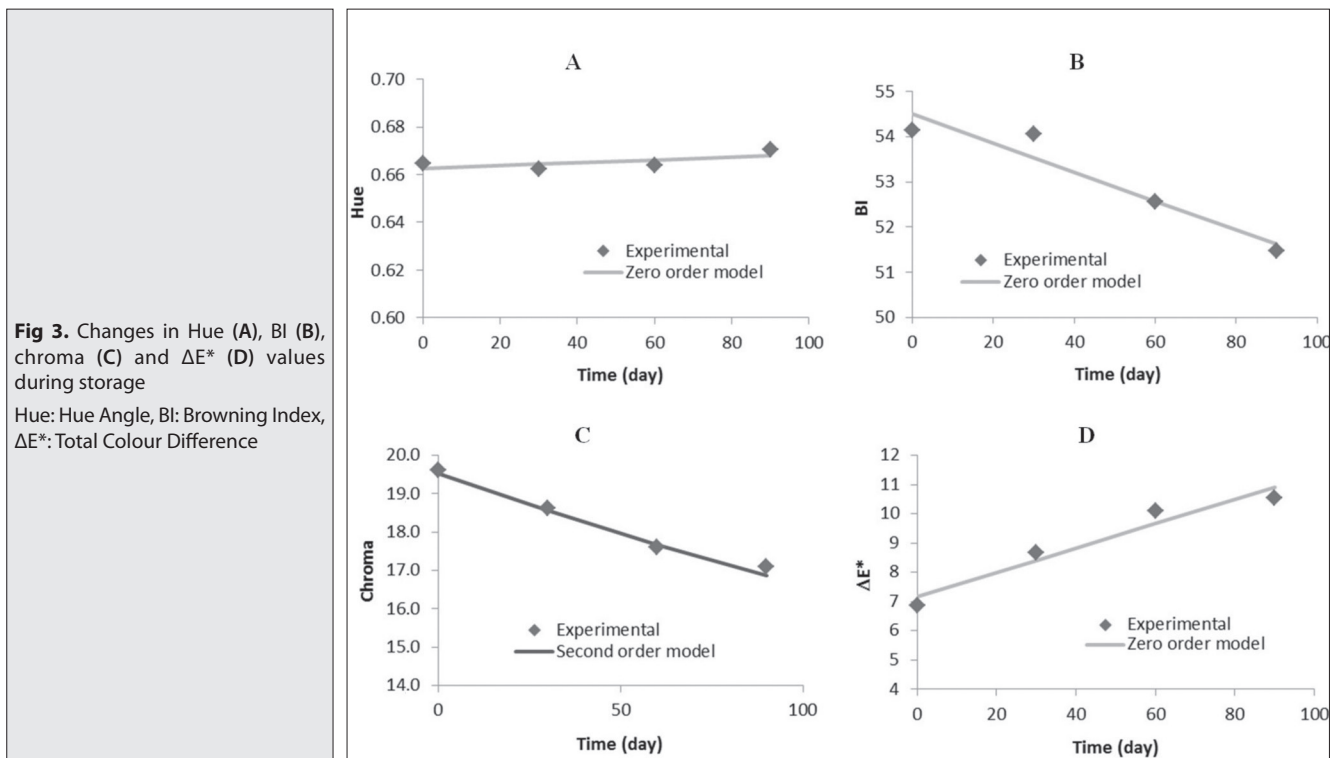 Fig 3. Changes in Hue (A), BI (B),
chroma (C) and ΔE* (D) values
during storage
Hue: Hue Angle, BI: Browning Index,
ΔE*: Total Colour Difference
A
0.70
0.68
0.66
0.64
0.62
0.60
Hue
Experimental
Zero order model
0 20 40 60 80 100
Time (day)
B
55
54
53
52
51
50
BI
Experimental
Zero order model
0 20 40 60 80 100
Time (day)
C
20.0
19.0
18.0
17.0
16.0
15.0
14.0
Chroma
Experimental
Second order model
0 50 100
Time (day)
D
12
11
10
9
8
7
6
5
4
ΔE*
Experimental
Zero order model
0 20 40 60 80 100
Time (day)